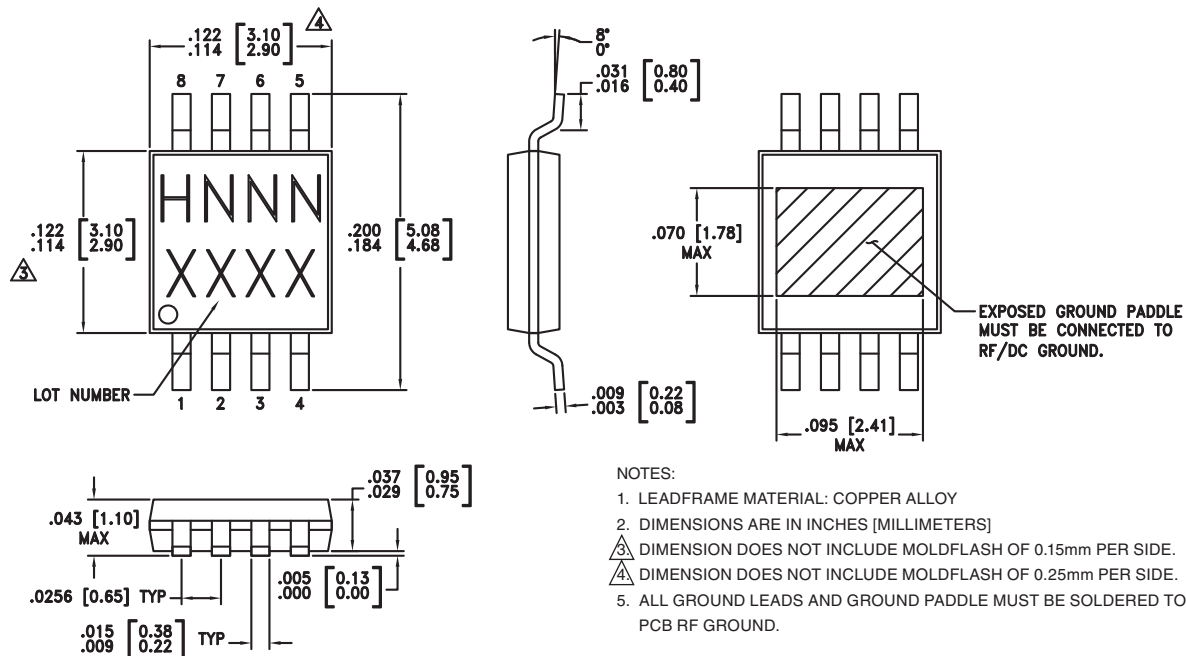 .122 [3.10]
.114 [2.90]
4
8 7 6 5
HNNN
XXXX
.122 [3.10]
.114 [2.90]
3
.200 [5.08]
.184 [4.68]
LOT NUMBER
1 2 3 4
8°
0°
.031 [0.80]
.016 [0.40]
.009 [0.22]
.003 [0.08]
.070 [1.78]
MAX
EXPOSED GROUND PADDLE
MUST BE CONNECTED TO
RF/DC GROUND.
.095 [2.41]
MAX
.043 [1.10]
MAX
.037 [0.95]
.029 [0.75]
.0256 [0.65] TYP
.005 [0.13]
.000 [0.00]
.015 [0.38]
.009 [0.22] TYP
NOTES:
1. LEADFRAME MATERIAL: COPPER ALLOY
2. DIMENSIONS ARE IN INCHES [MILLIMETERS]
3. DIMENSION DOES NOT INCLUDE MOLDFLASH OF 0.15mm PER SIDE.
4. DIMENSION DOES NOT INCLUDE MOLDFLASH OF 0.25mm PER SIDE.
5. ALL GROUND LEADS AND GROUND PADDLE MUST BE SOLDERED TO
PCB RF GROUND.